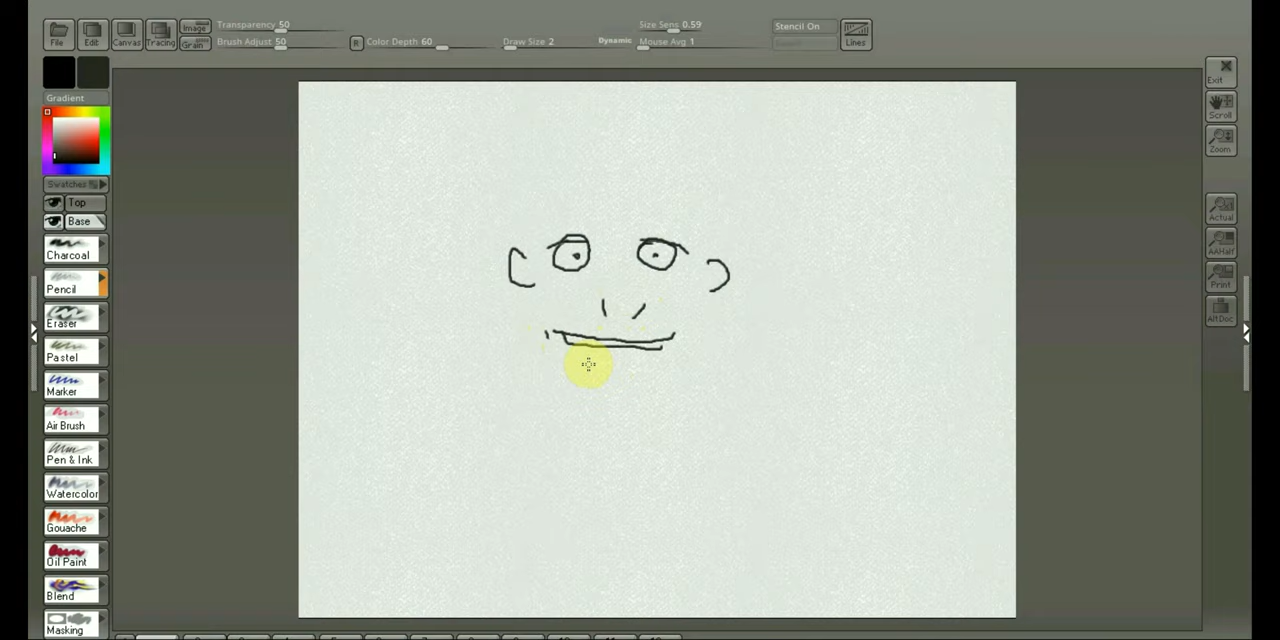 Transparency 50
Size Sens 0.59
Stencil On
File
Edit
Canvas
Tracing
Image
Grain
Brush Adjust 50
R
Color Depth 60
Draw Size 2
Dynamic
Mouse Avg 1
Lines
Gradient
Exit
Scroll
Zoom
Swatches
Top
Base
Actual
Charcoal
AAHalf
Pencil
Print
Eraser
AltDoc
Pastel
Marker
Air Brush
Pen & Ink
Watercolor
Gouache
Oil Paint
Blend
Masking